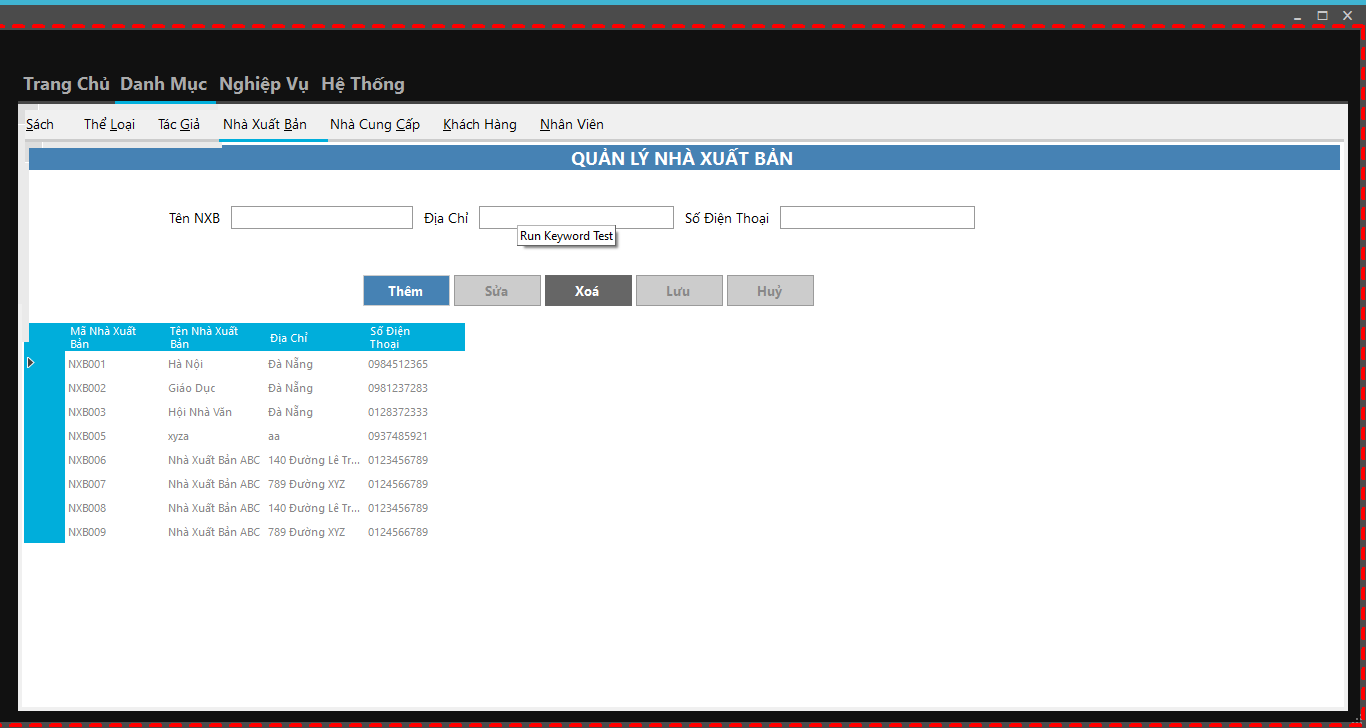 Trang Chủ Danh Mục Nghiệp Vụ Hệ Thống
Sách Thể Loại Tác Giả Nhà Xuất Bản Nhà Cung Cấp Khách Hàng Nhân Viên
QUẢN LÝ NHÀ XUẤT BẢN
Tên NXB Địa Chỉ Số Điện Thoại
Run Keyword Test
Thêm Sửa Xoá Lưu Huỷ
Mã Nhà Xuất Bản Tên Nhà Xuất Bản Địa Chỉ Số Điện Thoại
NXB001 Hà Nội Đà Nẵng 0984512365
NXB002 Giáo Dục Đà Nẵng 0981237283
NXB003 Hội Nhà Văn Đà Nẵng 0128372333
NXB005 xyza aa 0937485921
NXB006 Nhà Xuất Bản ABC 140 Đường Lê Tr... 0123456789
NXB007 Nhà Xuất Bản ABC 789 Đường XYZ 0124566789
NXB008 Nhà Xuất Bản ABC 140 Đường Lê Tr... 0123456789
NXB009 Nhà Xuất Bản ABC 789 Đường XYZ 0124566789